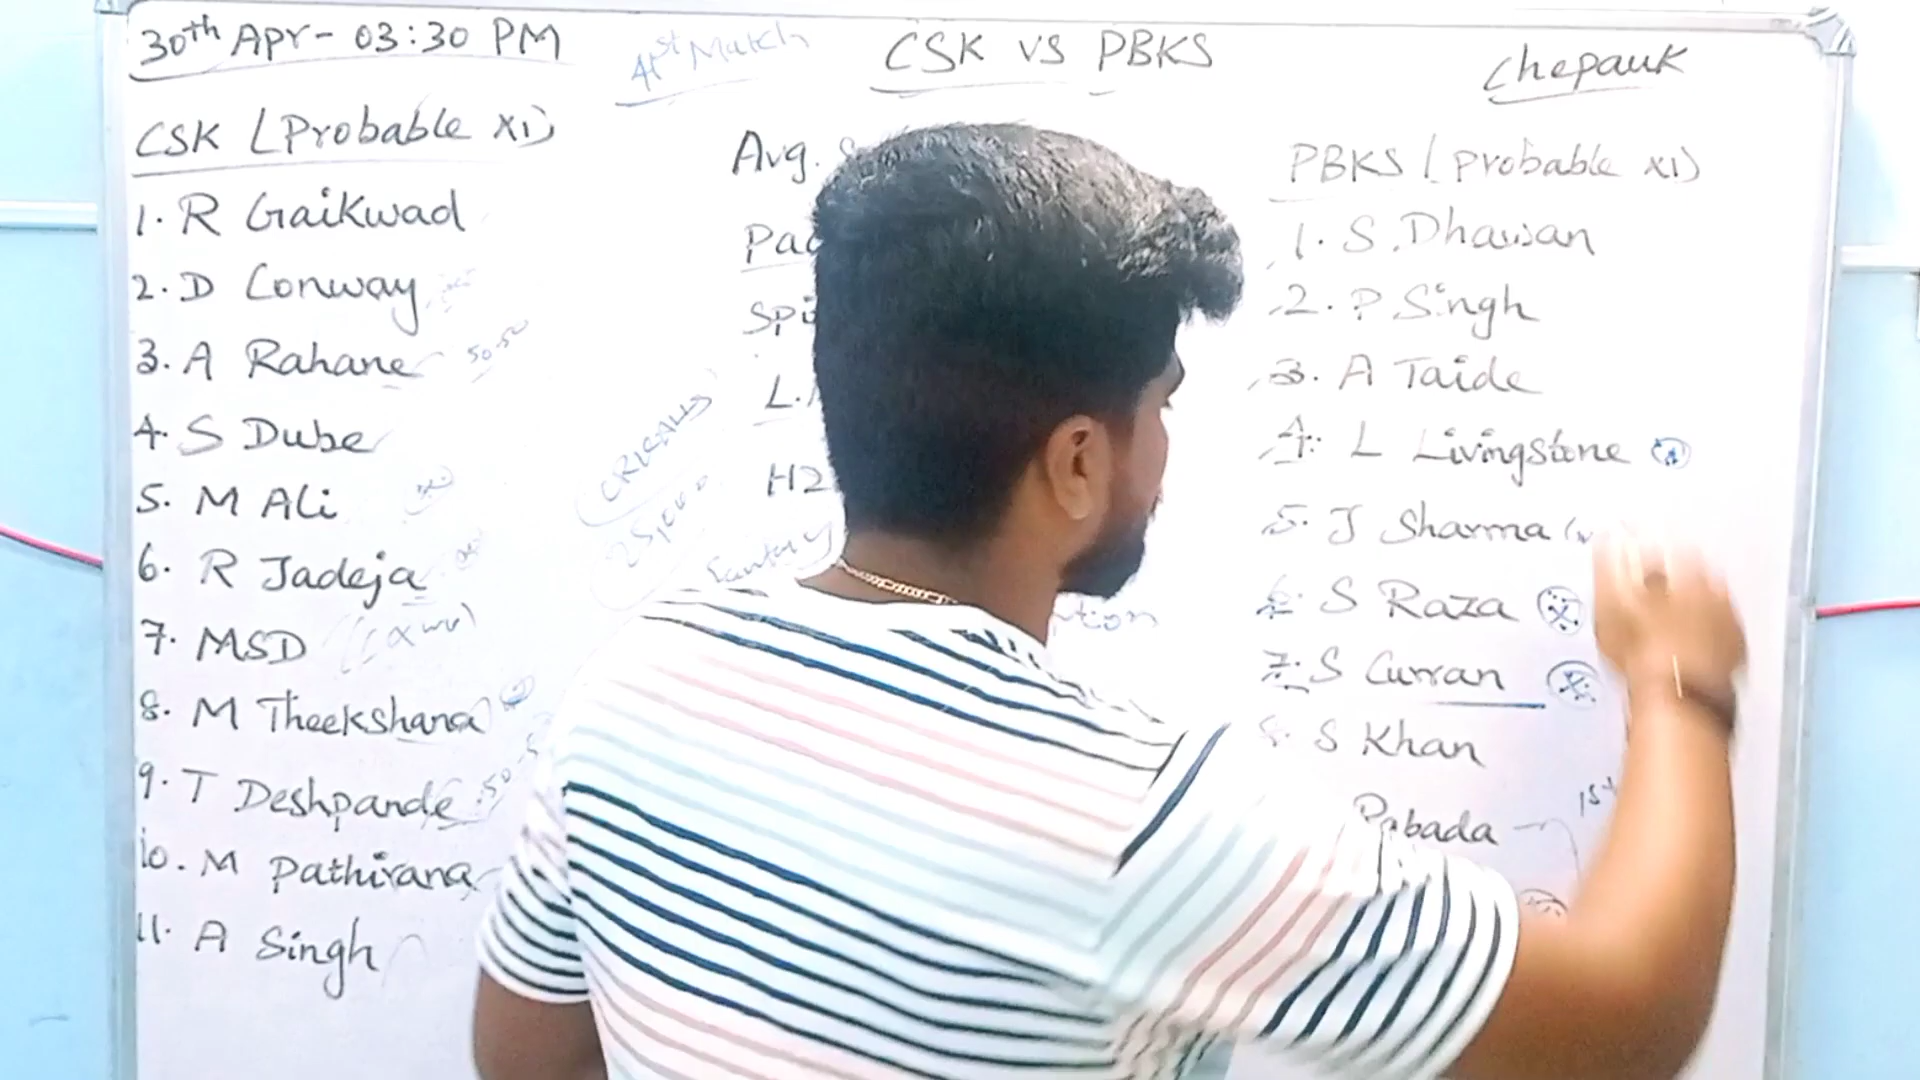 30th Apr - 03:30 PM
41st Match
CSK VS PBKS
Chepauk
CSK (Probable XI)
1. R Gaikwad
2. D Conway
3. A Rahane 50-50
4. S Dube
5. M Ali
6. R Jadeja
7. MSD
8. M Theekshana
9. T Deshpande
10. M Pathirana
11. A Singh
Avg.
L.
H2
PBKS (Probable XI)
1. S. Dhawan
2. P Singh
3. A Taide
4. L Livingstone
5. J Sharma
6. S Raza
7. S Curran
8. S Khan
Rabada